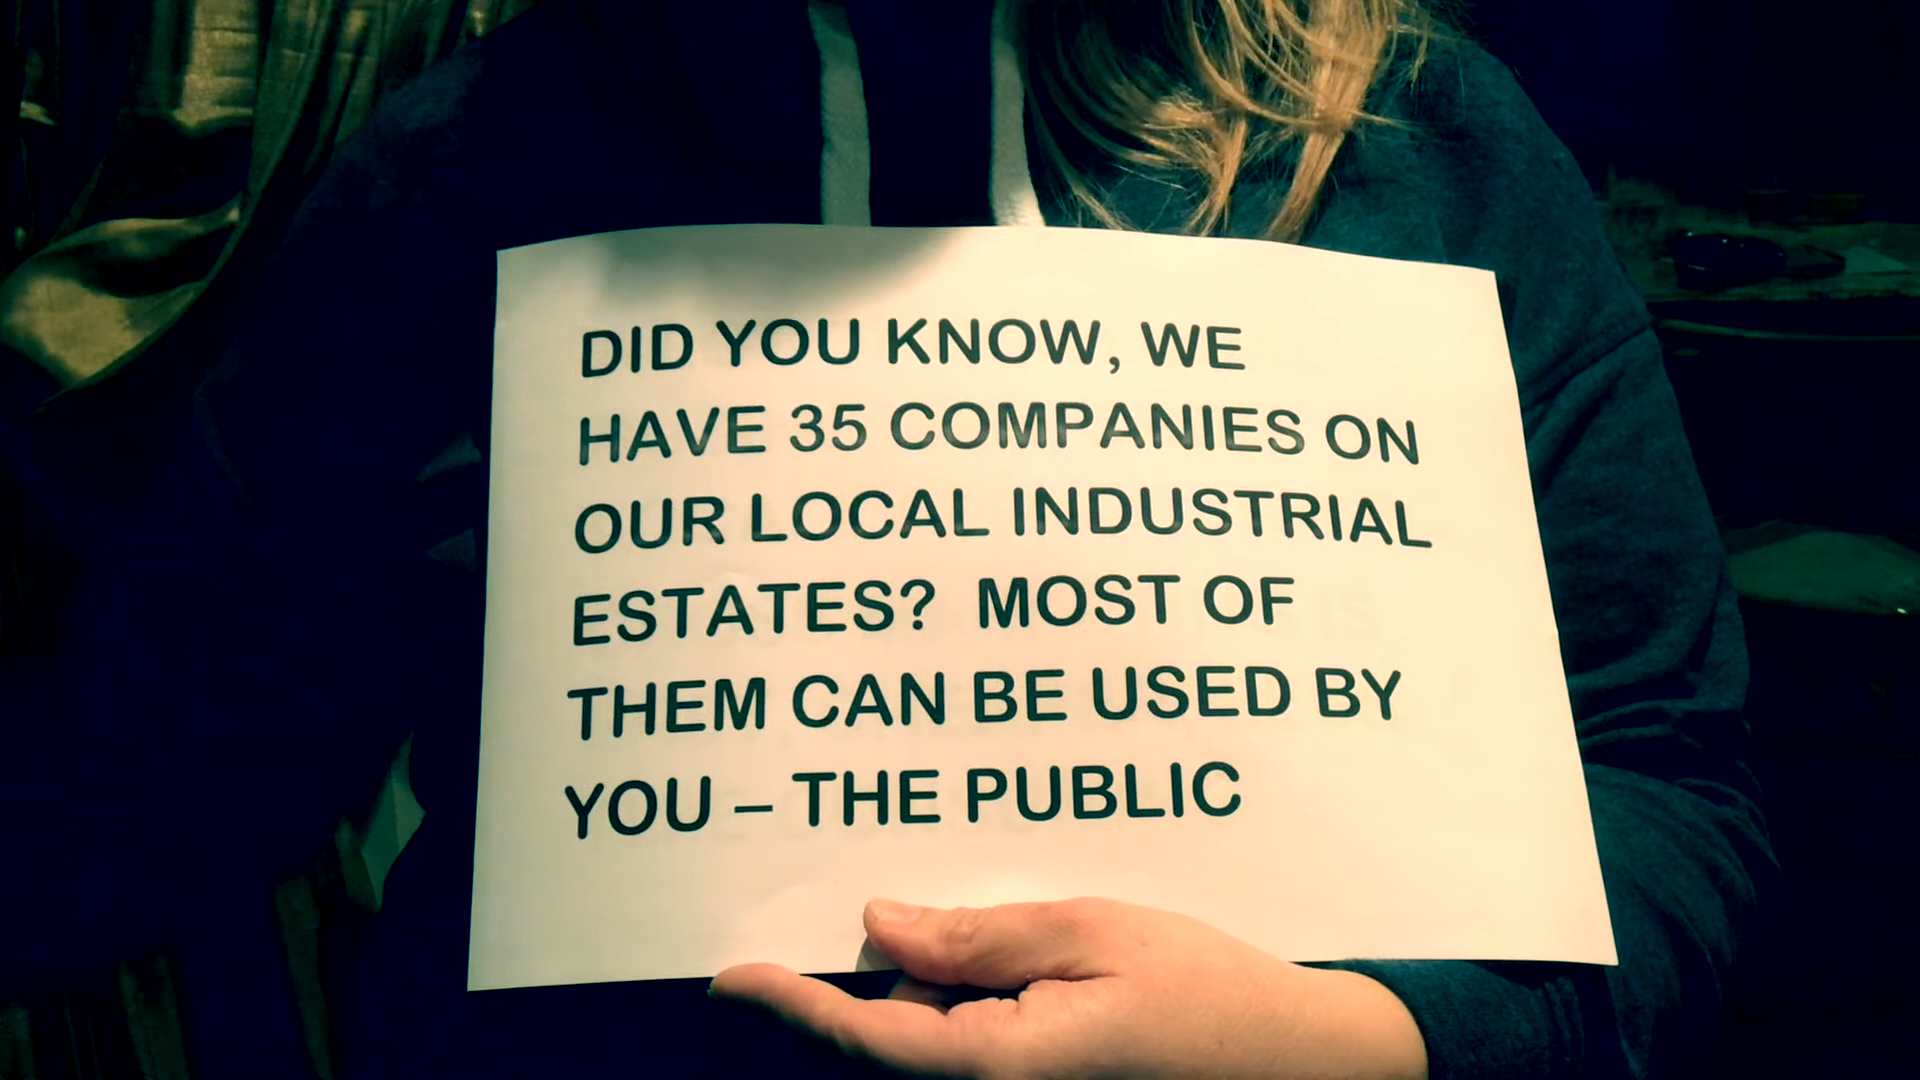 DID YOU KNOW, WE
HAVE 35 COMPANIES ON
OUR LOCAL INDUSTRIAL
ESTATES?  MOST OF
THEM CAN BE USED BY
YOU – THE PUBLIC